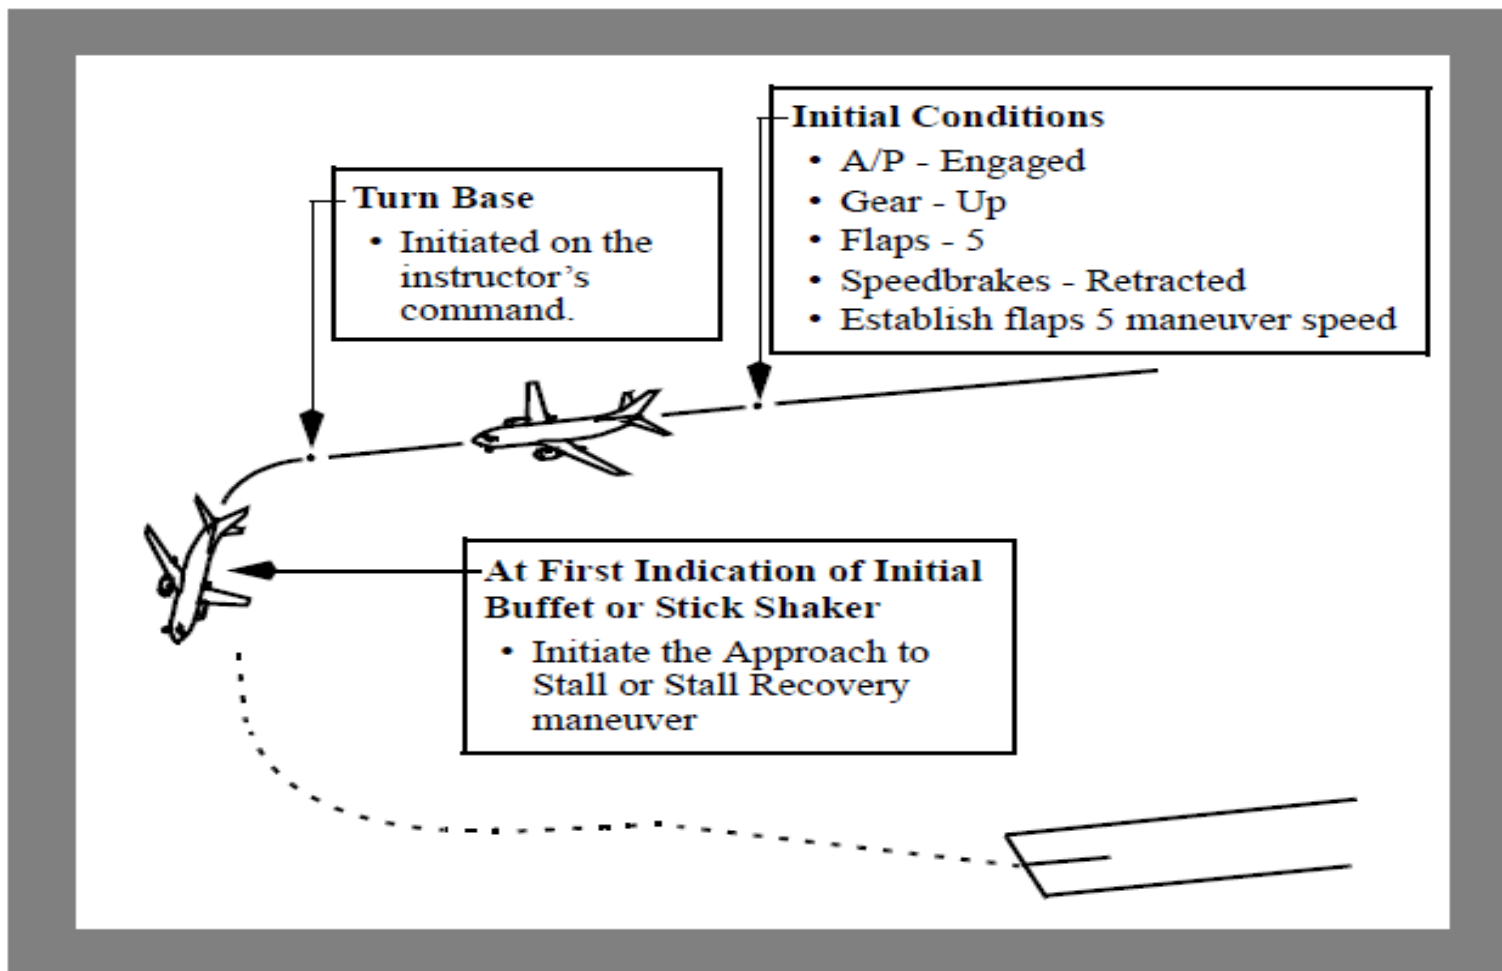 Initial Conditions
• A/P - Engaged
• Gear - Up
• Flaps - 5
• Speedbrakes - Retracted
• Establish flaps 5 maneuver speed
Turn Base
• Initiated on the
instructor’s
command.
At First Indication of Initial
Buffet or Stick Shaker
• Initiate the Approach to
Stall or Stall Recovery
maneuver